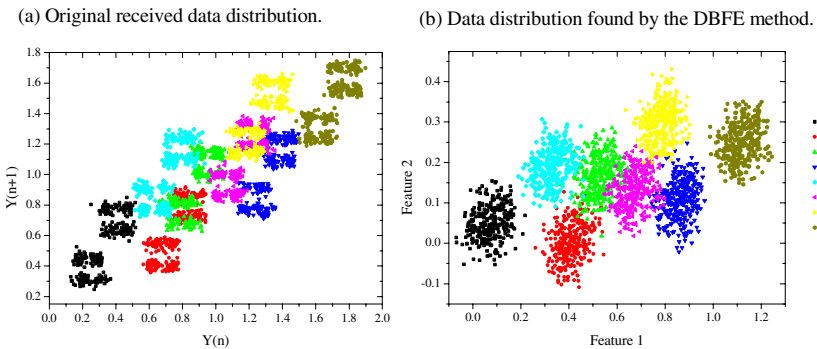 (a) Original received data distribution.
(b) Data distribution found by the DBFE method.
1.8
1.6
1.4
1.2
1.0
0.8
0.6
0.4
0.2
Y(n+1)
0.0 0.2 0.4 0.6 0.8 1.0 1.2 1.4 1.6 1.8 2.0
Y(n)
0.4
0.3
0.2
0.1
0.0
-0.1
Feature 2
0.0 0.2 0.4 0.6 0.8 1.0 1.2
Feature 1